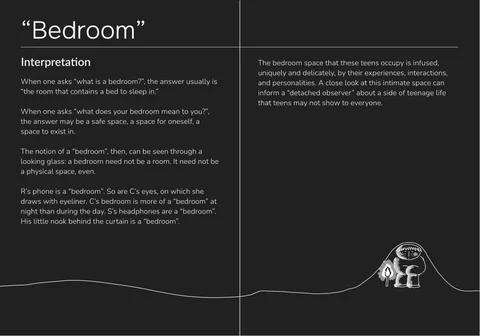 “Bedroom”
Interpretation
When one asks “what is a bedroom?”, the answer usually is
“the room that contains a bed to sleep in.”
When one asks “what does your bedroom mean to you?”,
the answer may be a safe space, a space for oneself, a
space to exist in.
The notion of a “bedroom”, then, can be seen through a
looking glass: a bedroom need not be a room. It need not be
a physical space, even.
R’s phone is a “bedroom”. So are C’s eyes, on which she
draws with eyeliner. C’s bedroom is more of a “bedroom” at
night than during the day. S’s headphones are a “bedroom”.
His little nook behind the curtain is a “bedroom”.
The bedroom space that these teens occupy is infused,
uniquely and delicately, by their experiences, interactions,
and personalities. A close look at this intimate space can
inform a “detached observer” about a side of teenage life
that teens may not show to everyone.